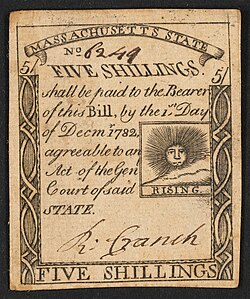 MASSACHUSETTS STATE
No 6249
5/ FIVE SHILLINGS. 5/
shall be paid to the Bearer
of this Bill, by the 1st Day
of Decm 1782,
agreeable to an
Act of the Gen
Court of said
RISING
STATE.
R: Cranch
FIVE SHILLINGS